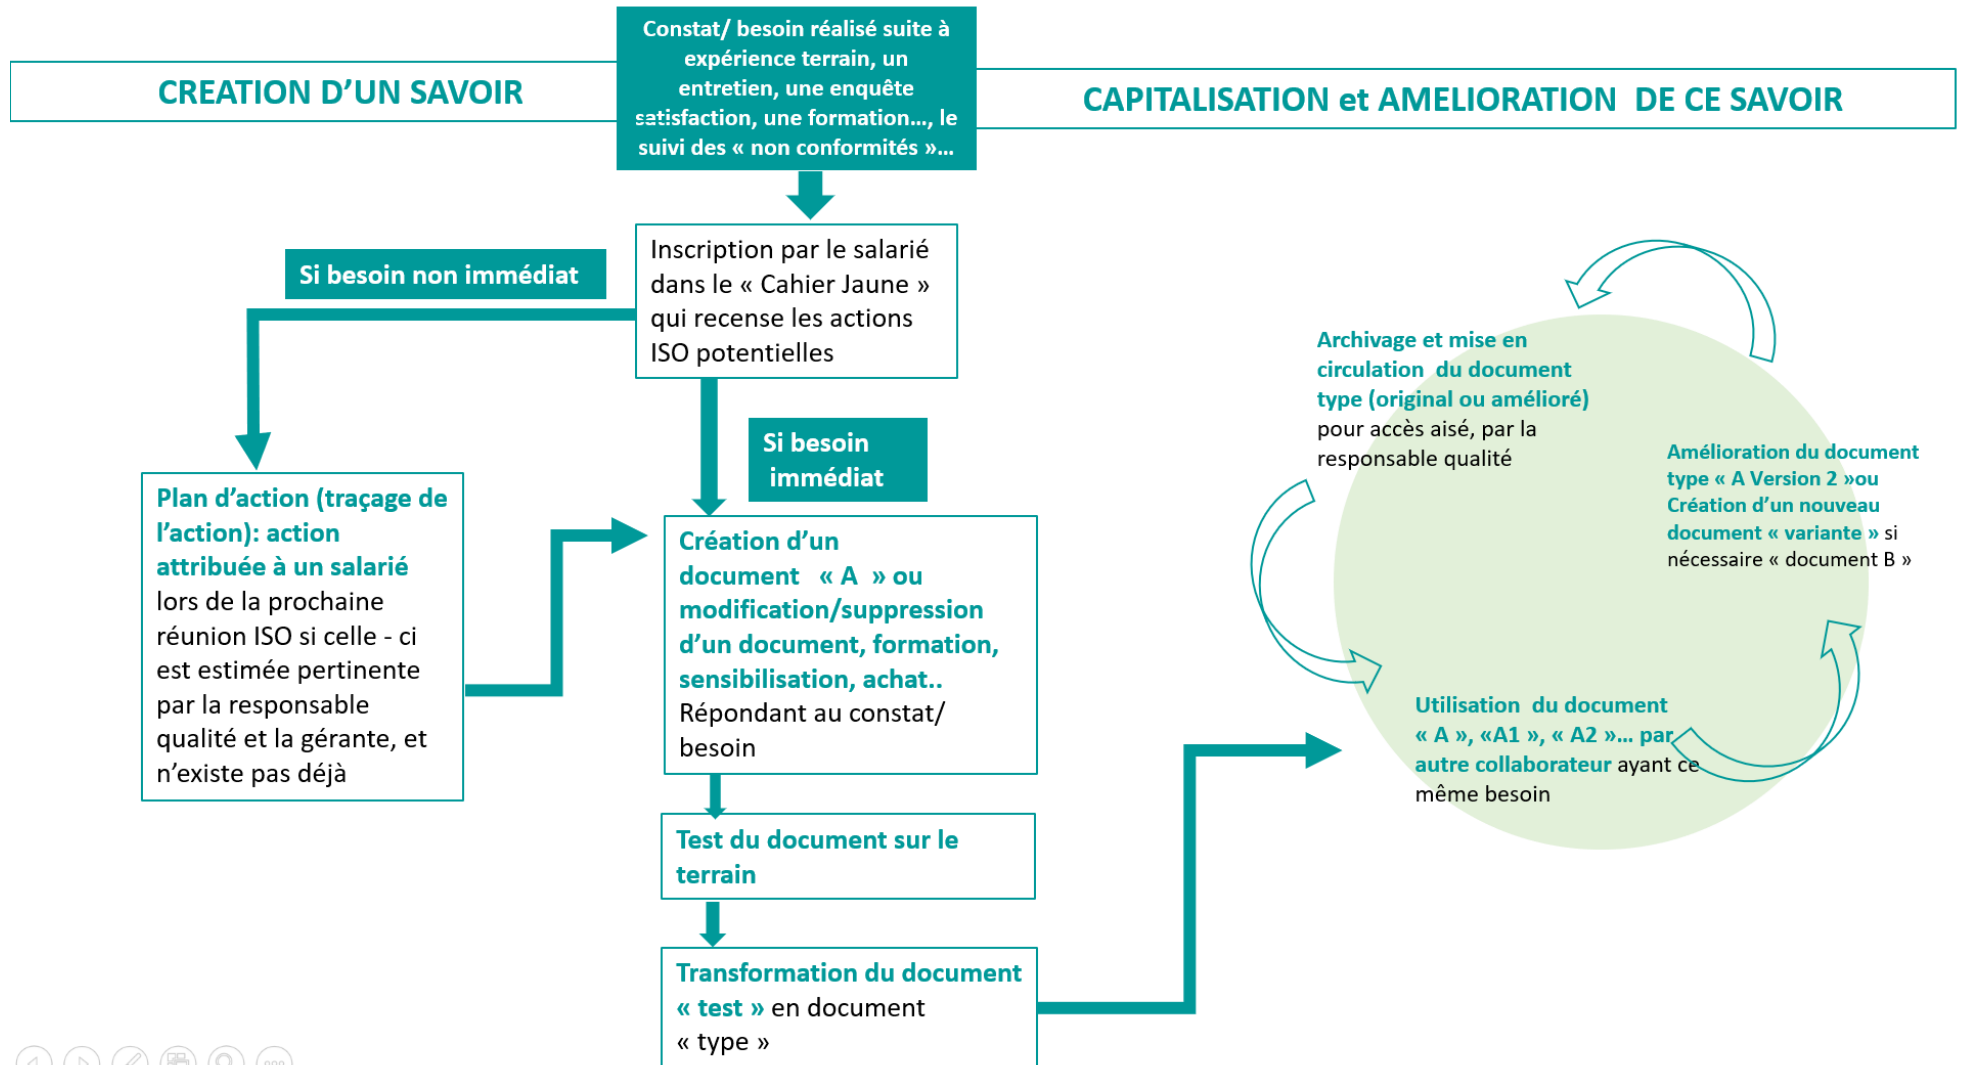 CREATION D’UN SAVOIR
Constat/ besoin réalisé suite à
expérience terrain, un
entretien, une enquête
satisfaction, une formation…, le
suivi des « non conformités »…
CAPITALISATION et AMELIORATION DE CE SAVOIR
Si besoin non immédiat
Inscription par le salarié
dans le « Cahier Jaune »
qui recense les actions
ISO potentielles
Si besoin
immédiat
Plan d’action (traçage de
l’action): action
attribuée à un salarié
lors de la prochaine
réunion ISO si celle - ci
est estimée pertinente
par la responsable
qualité et la gérante, et
n’existe pas déjà
Création d’un
document « A » ou
modification/suppression
d’un document, formation,
sensibilisation, achat..
Répondant au constat/
besoin
Test du document sur le
terrain
Transformation du document
« test » en document
« type »
Archivage et mise en
circulation du document
type (original ou amélioré)
pour accès aisé, par la
responsable qualité
Amélioration du document
type « A Version 2 »ou
Création d’un nouveau
document « variante » si
nécessaire « document B »
Utilisation du document
« A », «A1 », « A2 »… par
autre collaborateur ayant ce
même besoin